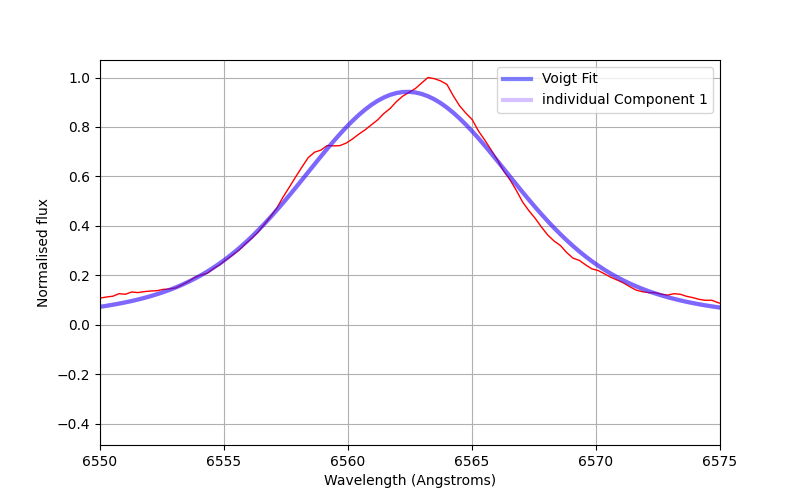 Voigt Fit
individual Component 1
Normalised flux
1.0
0.8
0.6
0.4
0.2
0.0
−0.2
−0.4
6550 6555 6560 6565 6570 6575
Wavelength (Angstroms)